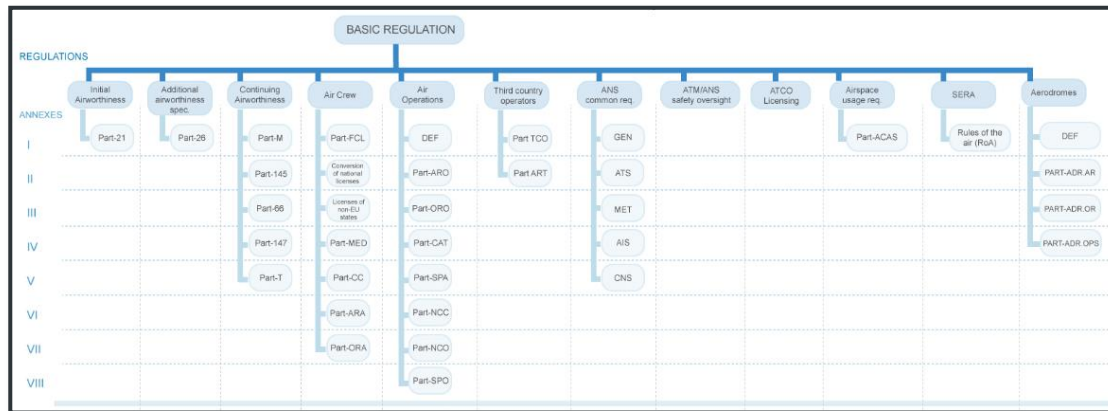 BASIC REGULATION
REGULATIONS
Initial
Airworthiness
Additional
airworthiness
spec.
Continuing
Airworthiness
Air Crew
Air
Operations
Third country
operators
ANS
common req.
ATM/ANS
safety oversight
ATCO
Licensing
Airspace
usage req.
SERA
Aerodromes
ANNEXES
I
Part-21
Part-26
Part-M
Part-FCL
DEF
Part TCO
GEN
Part-ACAS
Rules of the
air (RoA)
DEF
II
Part-145
Conversion
of national
licenses
Part-ARO
Part ART
ATS
PART-ADR.AR
III
Part-66
Licenses of
non-EU
states
Part-ORO
MET
PART-ADR.OR
IV
Part-147
Part-MED
Part-CAT
AIS
PART-ADR.OPS
V
Part-T
Part-CC
Part-SPA
CNS
VI
Part-ARA
Part-NCC
VII
Part-ORA
Part-NCO
VIII
Part-SPO